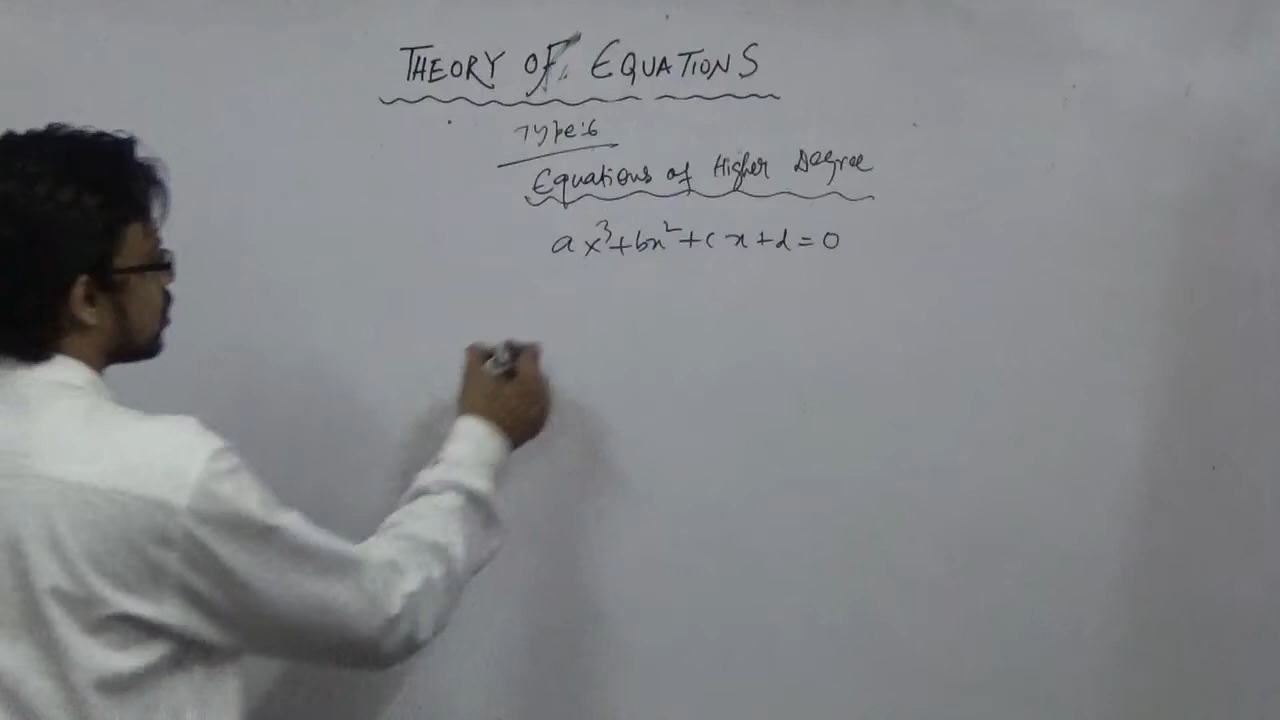 THEORY OF EQUATIONS
Type:6
Equations of Higher Degree
ax³+bx²+cx+d=0